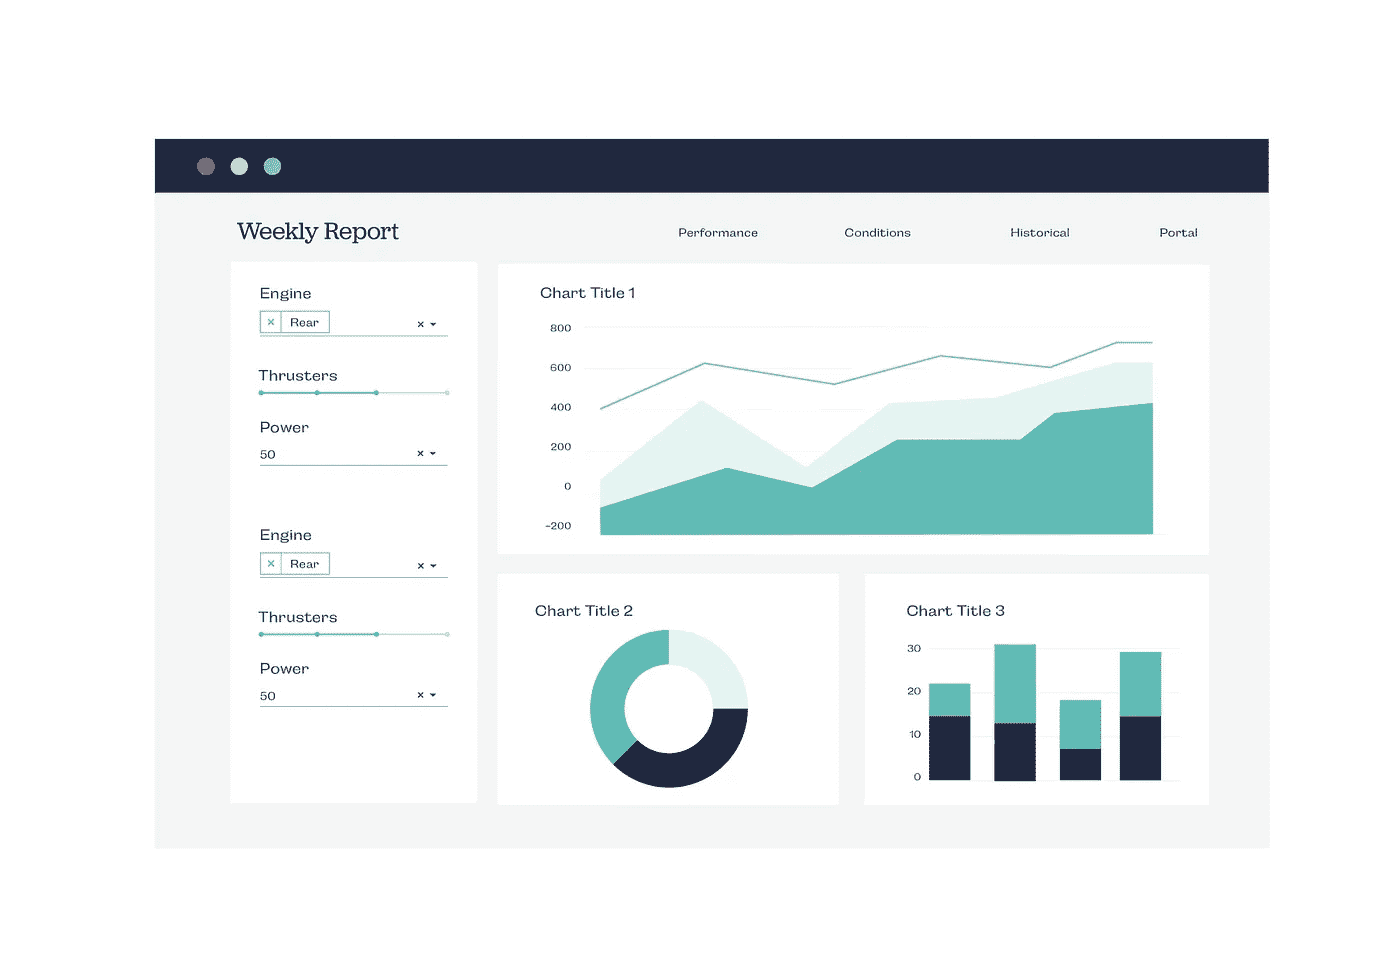 Weekly Report
Performance Conditions Historical Portal
Engine
× Rear ×
Thrusters
Power
50 ×
Engine
× Rear ×
Thrusters
Power
50 ×
Chart Title 1
800
600
400
200
0
-200
Chart Title 2
Chart Title 3
30
20
10
0